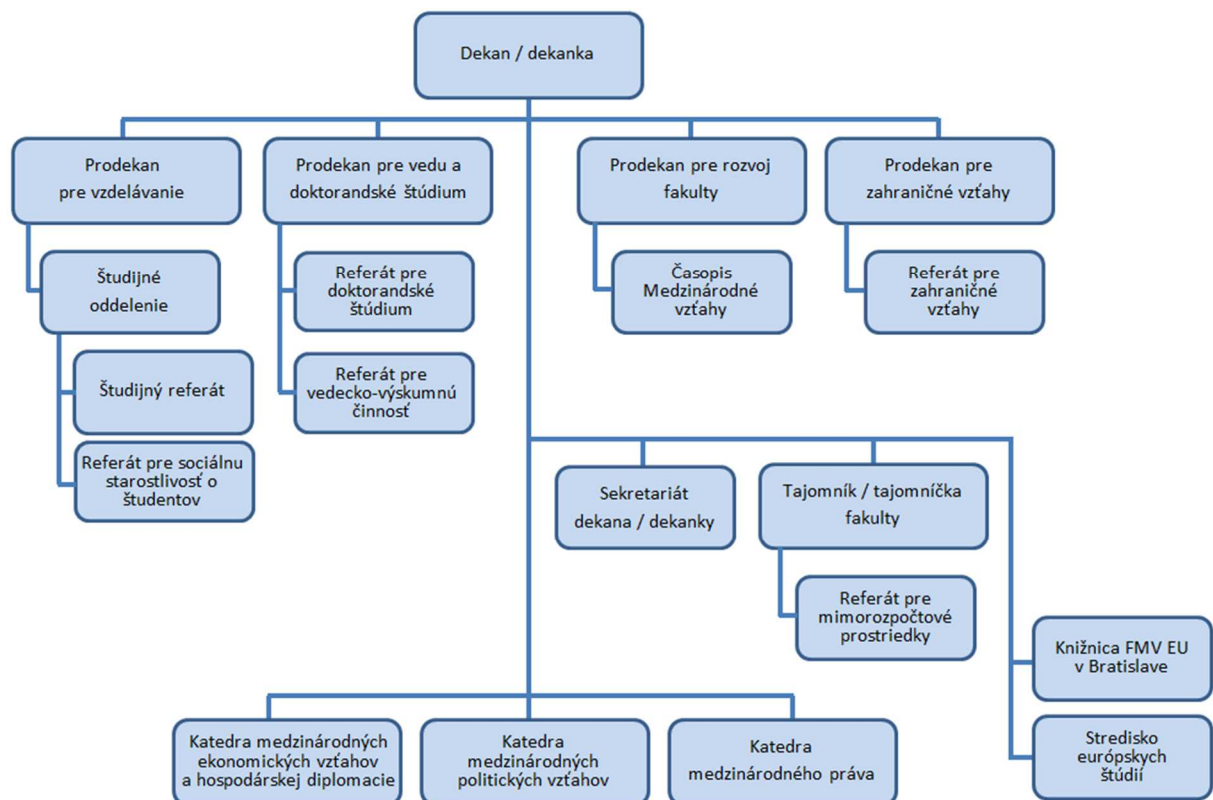 Dekan / dekanka
Prodekan
pre vzdelávanie
Prodekan pre vedu a
doktorandské štúdium
Prodekan pre rozvoj
fakulty
Prodekan pre
zahraničné vzťahy
Študijné
oddelenie
Referát pre
doktorandské
štúdium
Časopis
Medzinárodné
vzťahy
Referát pre
zahraničné
vzťahy
Študijný referát
Referát pre
vedecko-výskumnú
činnosť
Referát pre sociálnu
starostlivosť o
študentov
Sekretariát
dekana / dekanky
Tajomník / tajomníčka
fakulty
Referát pre
mimorozpočtové
prostriedky
Knižnica FMV EU
v Bratislave
Stredisko
európskych
štúdií
Katedra medzinárodných
ekonomických vzťahov
a hospodárskej diplomacie
Katedra
medzinárodných
politických vzťahov
Katedra
medzinárodného práva